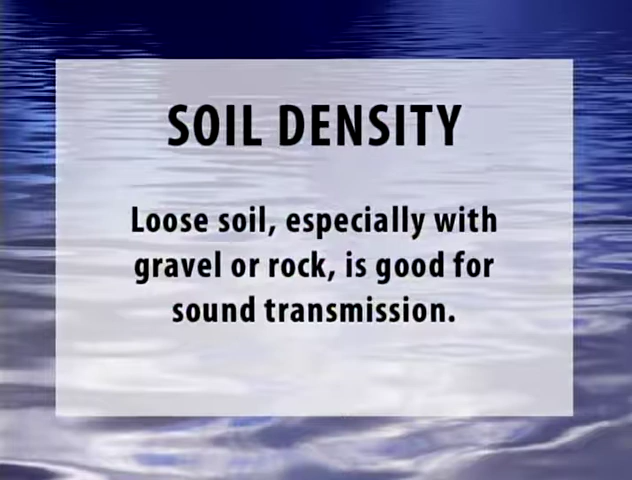 SOIL DENSITY
Loose soil, especially with
gravel or rock, is good for
sound transmission.